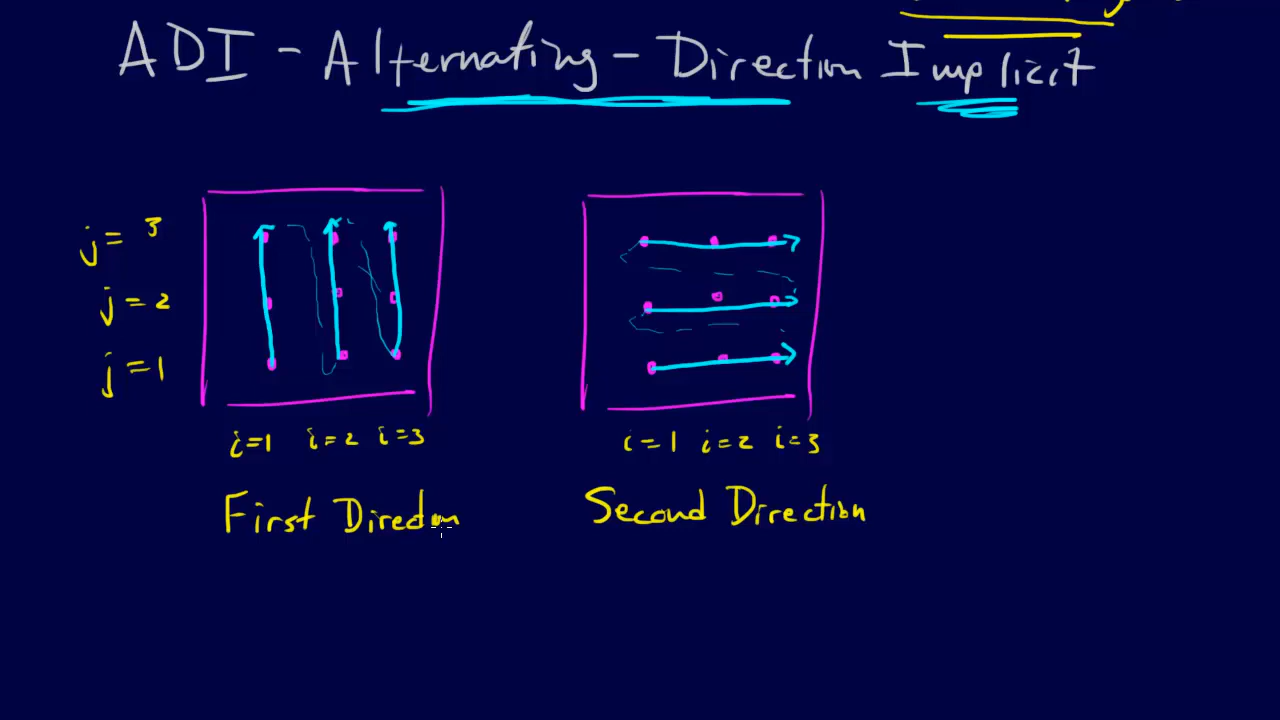 ADI - Alternating - Direction Implicit
j = 3
j = 2
j = 1
i=1 i=2 i=3
i=1 i=2 i=3
First Direction
Second Direction